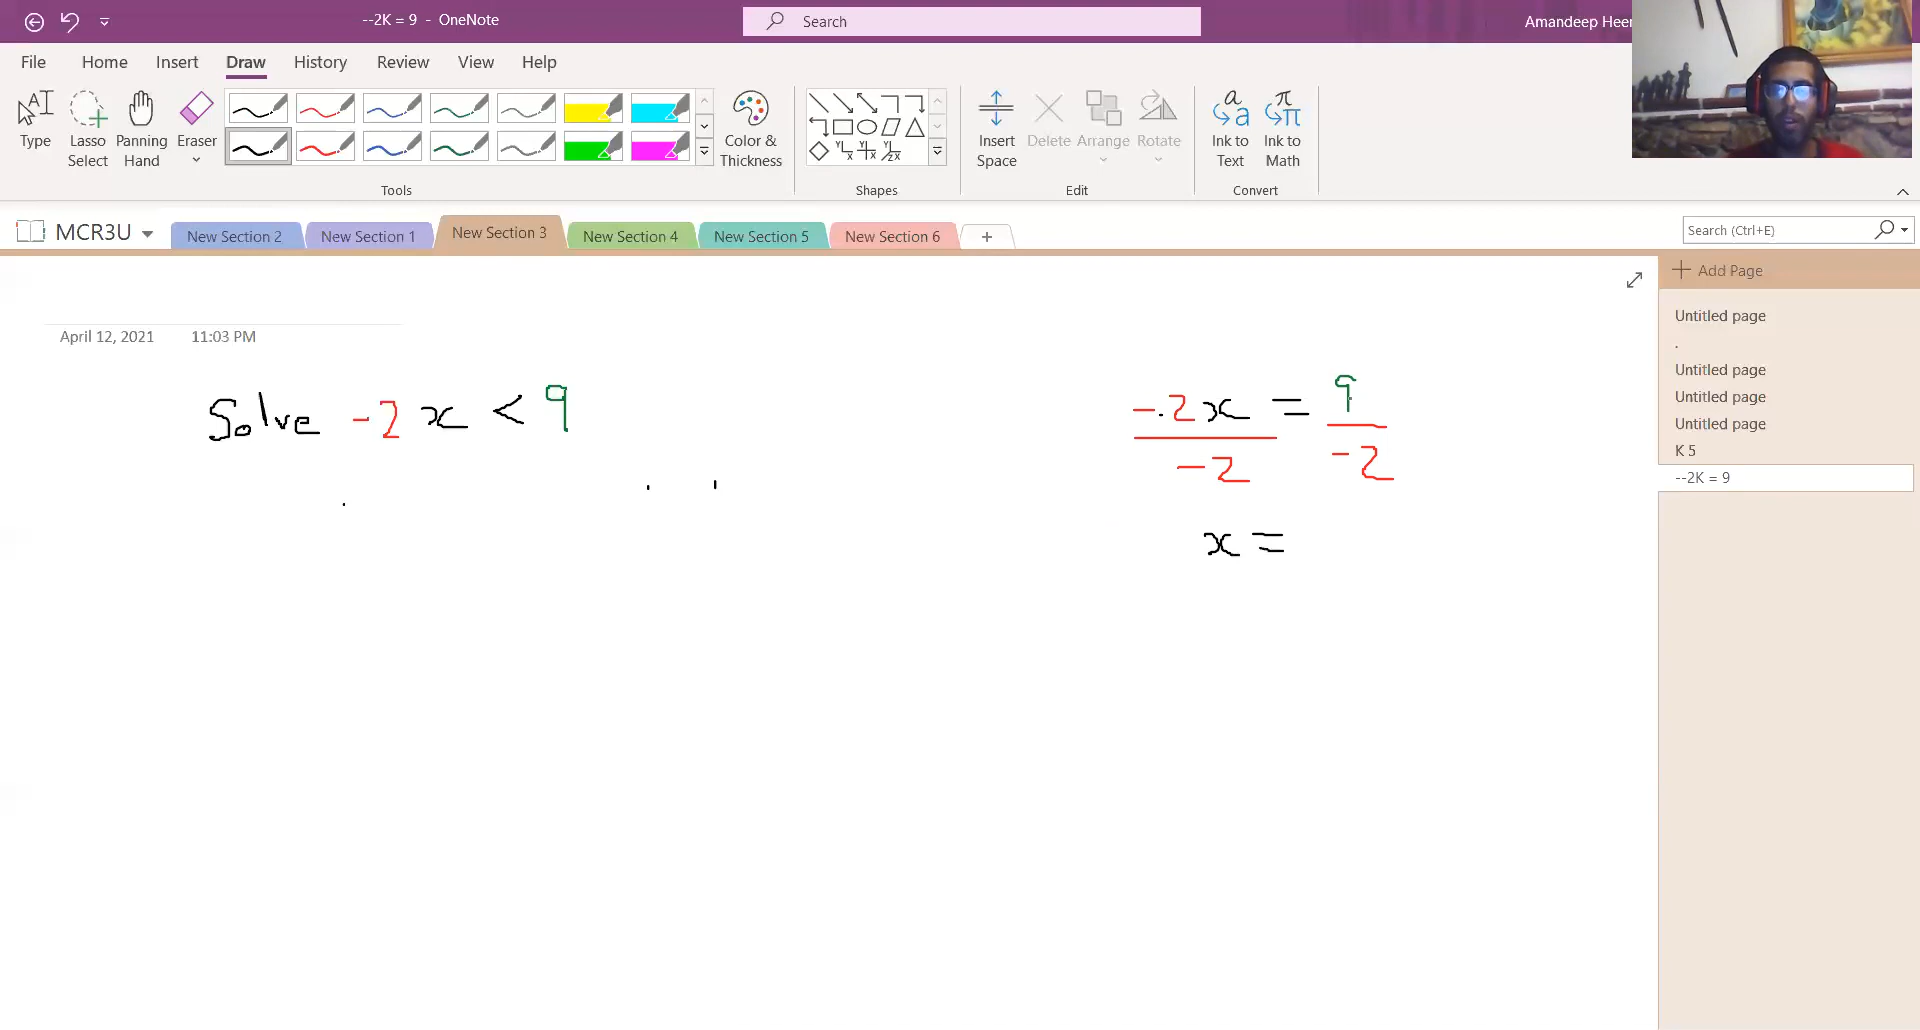 --2K = 9 - OneNote
Search
Amandeep Heer
File Home Insert Draw History Review View Help
Type
Lasso Select
Panning Hand
Eraser
Color & Thickness
Insert Space
Delete
Arrange
Rotate
Ink to Text
Ink to Math
Tools
Shapes
Edit
Convert
MCR3U
New Section 2
New Section 1
New Section 3
New Section 4
New Section 5
New Section 6
+
Search (Ctrl+E)
Add Page
Untitled page
.
Untitled page
Untitled page
Untitled page
K 5
--2K = 9
April 12, 2021 11:03 PM
Solve -2x < 9
-2x = 9
-2 -2
x =